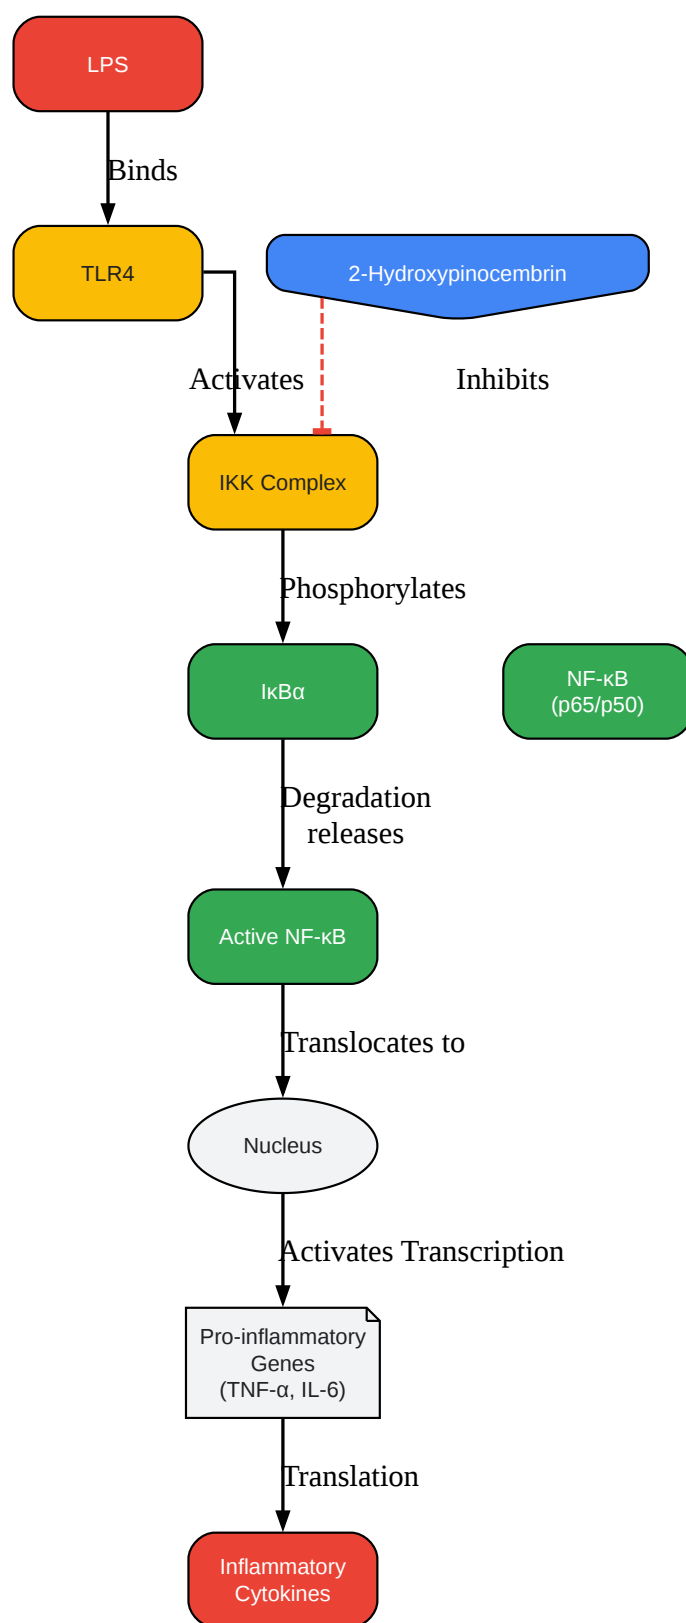 LPS
Binds
TLR4
2-Hydroxypinocembrin
Activates
Inhibits
IKK Complex
Phosphorylates
IκBα
NF-κB
(p65/p50)
Degradation
releases
Active NF-κB
Translocates to
Nucleus
Activates Transcription
Pro-inflammatory
Genes
(TNF-α, IL-6)
Translation
Inflammatory
Cytokines